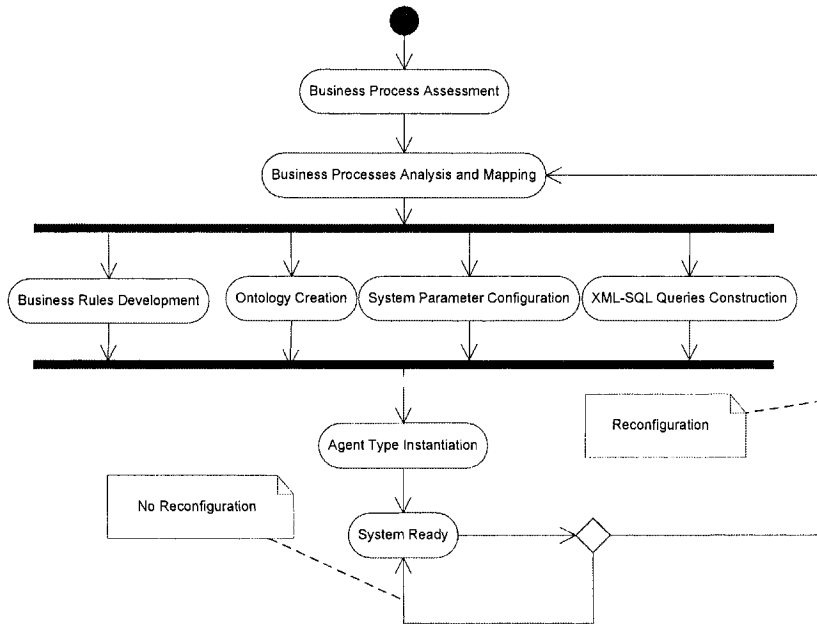 Business Process Assessment
Business Processes Analysis and Mapping
Business Rules Development
Ontology Creation
System Parameter Configuration
XML-SQL Queries Construction
Reconfiguration
Agent Type Instantiation
No Reconfiguration
System Ready